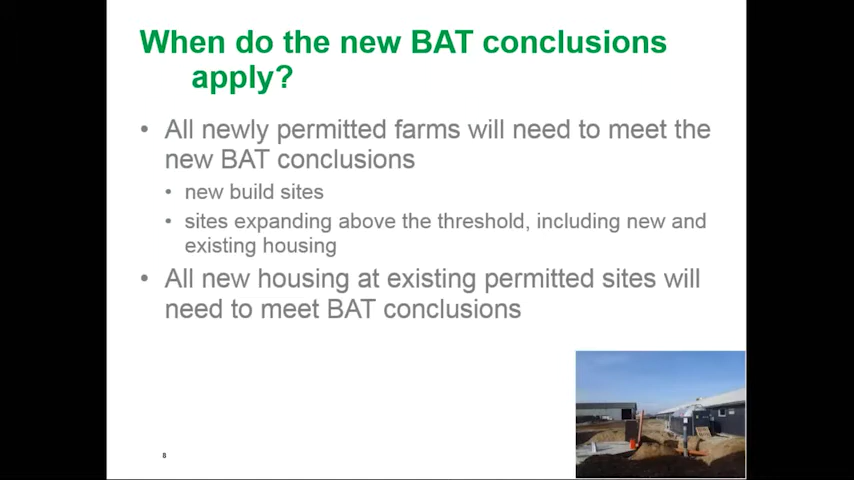 When do the new BAT conclusions
apply?
• All newly permitted farms will need to meet the
new BAT conclusions
• new build sites
• sites expanding above the threshold, including new and
existing housing
• All new housing at existing permitted sites will
need to meet BAT conclusions
8